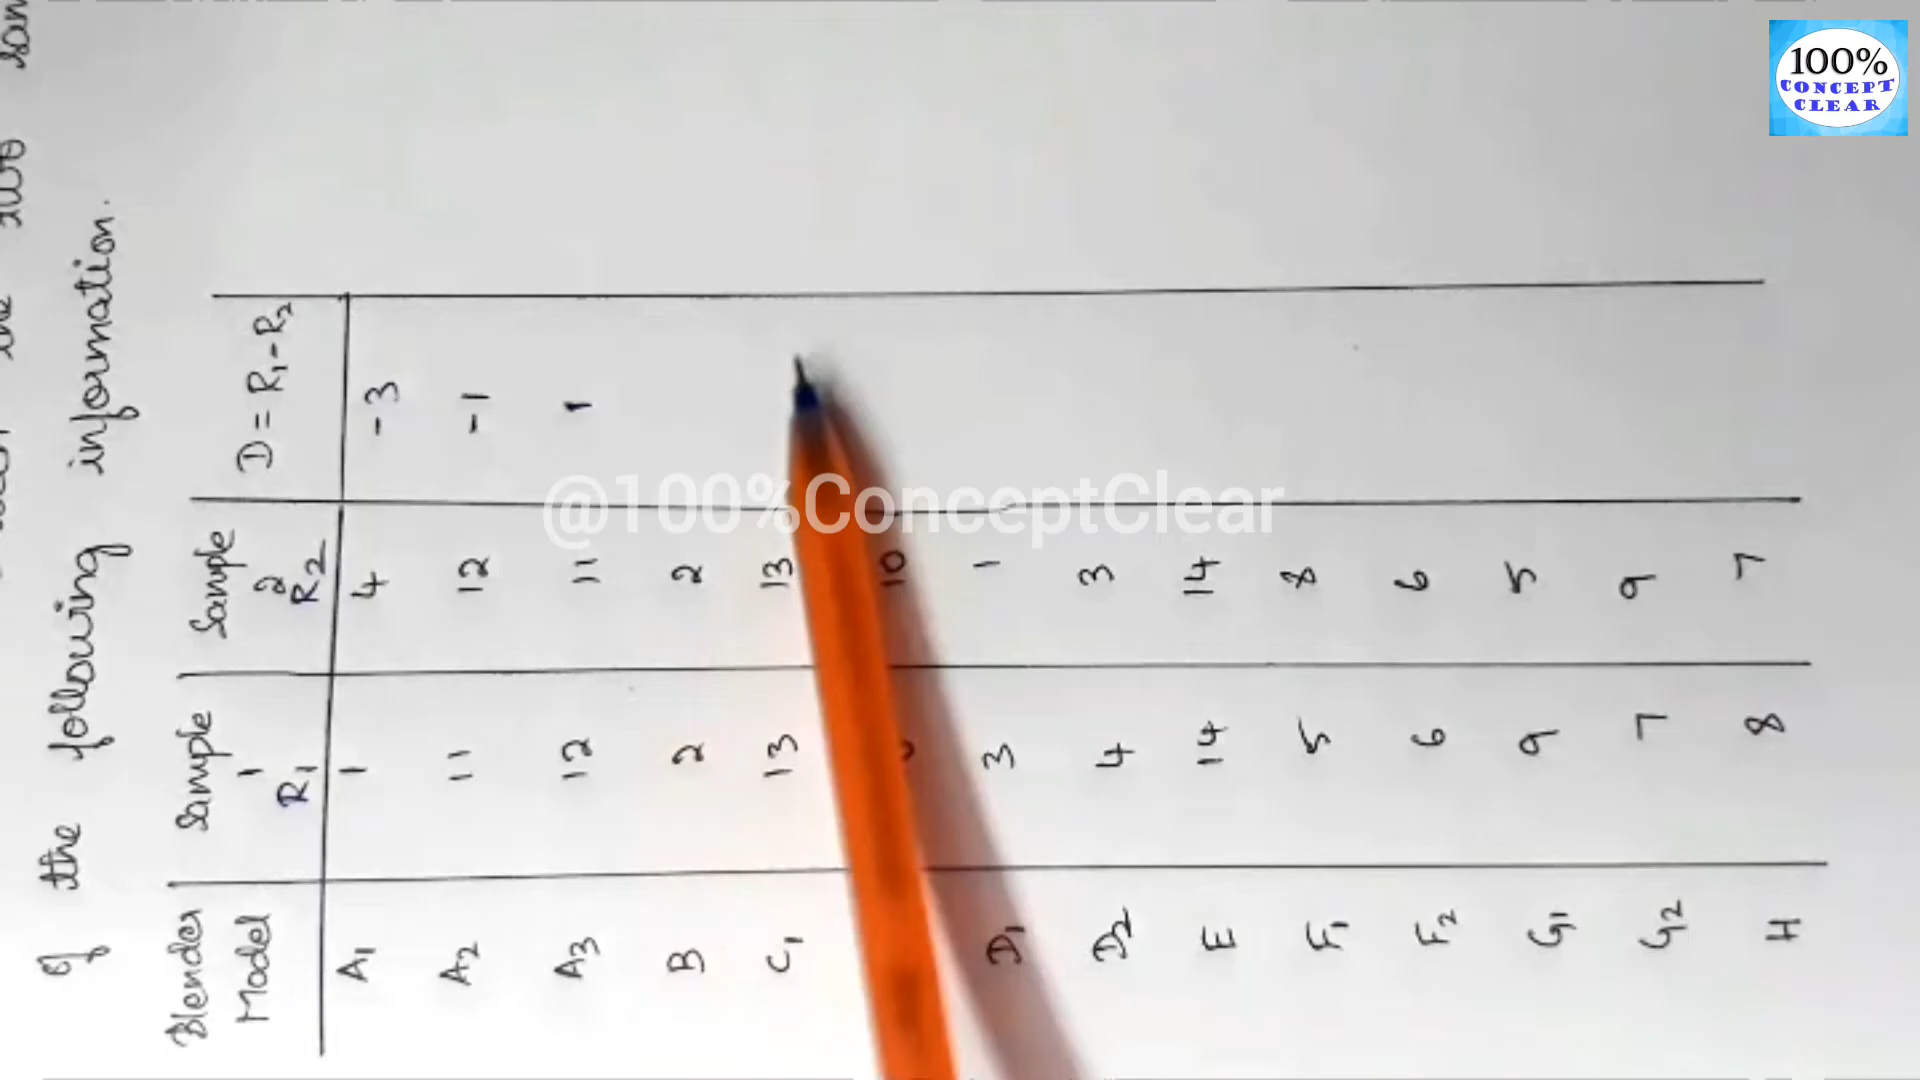 of the following information.
Blender Model Sample 1 R₁ Sample 2 R₂ D = R₁-R₂
A₁ 1 4 -3
A₂ 11 12 -1
A₃ 12 11 1
B 2 2
C₁ 13 13
10
D₁ 3 1
D₂ 4 3
E 14 14
F₁ 5 8
F₂ 6 6
G₁ 9 5
G₂ 7 9
H 8 7
@100%ConceptClear
100%
CONCEPT
CLEAR